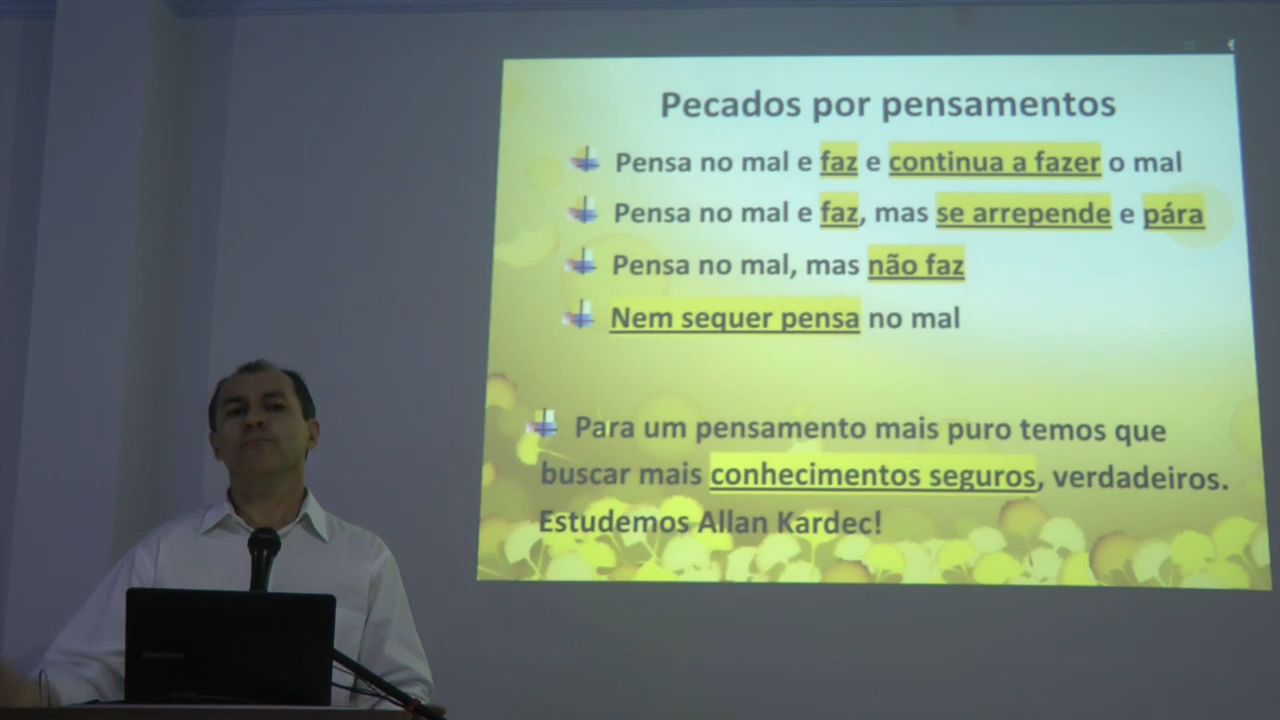 Pecados por pensamentos
Pensa no mal e faz e continua a fazer o mal
Pensa no mal e faz, mas se arrepende e pára
Pensa no mal, mas não faz
Nem sequer pensa no mal
Para um pensamento mais puro temos que
buscar mais conhecimentos seguros, verdadeiros.
Estudemos Allan Kardec!